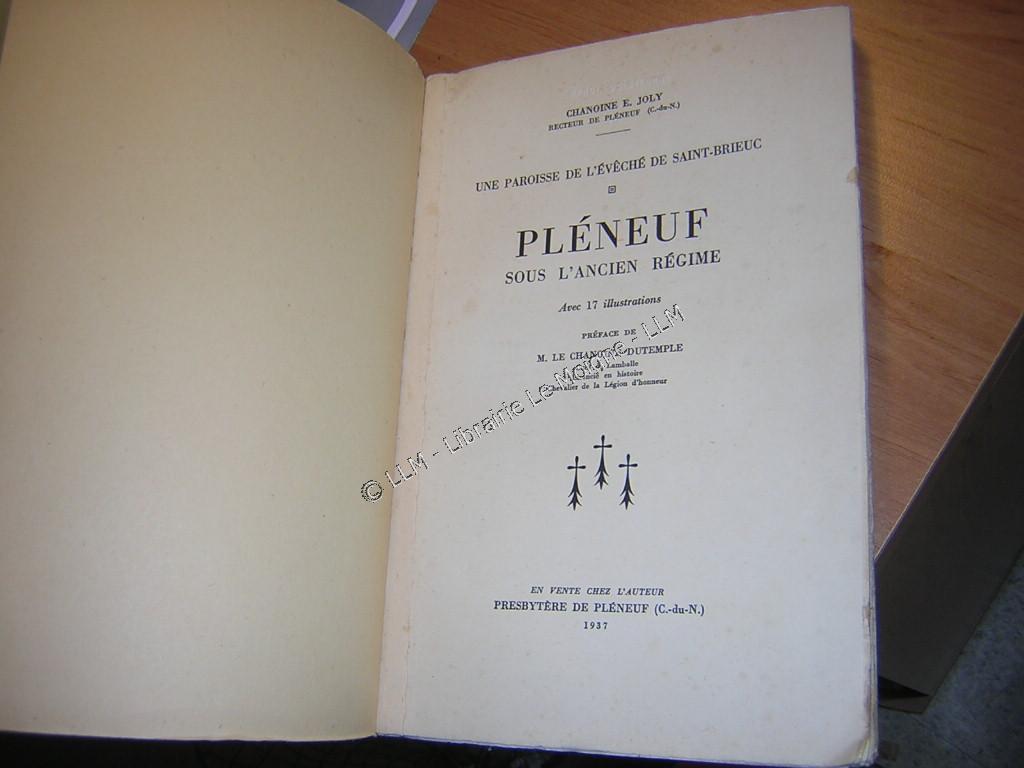 CHANOINE E. JOLY
RECTEUR DE PLÉNEUF (C.-du-N.)
UNE PAROISSE DE L'ÉVÊCHÉ DE SAINT-BRIEUC
PLÉNEUF
SOUS L'ANCIEN RÉGIME
Avec 17 illustrations
PRÉFACE DE
M. LE CHANOINE DUTEMPLE
Lamballe
en histoire
Chevalier de la Légion d'honneur
© LLM - Librairie Le Moigne - LLM
EN VENTE CHEZ L'AUTEUR
PRESBYTÈRE DE PLÉNEUF (C.-du-N.)
1937